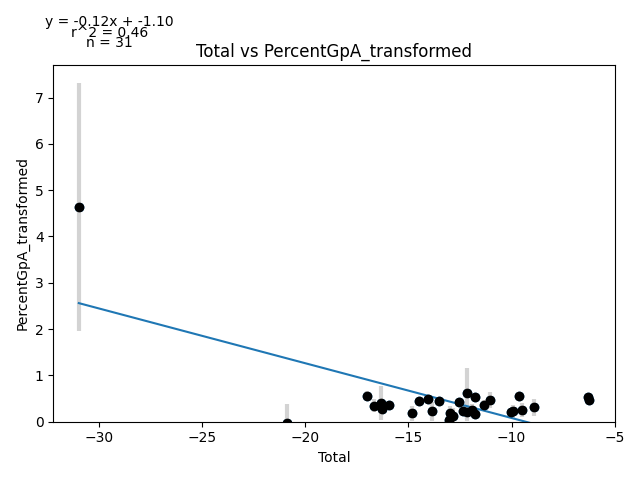 y = -0.12x + -1.10
r^2 = 0.46
n = 31
Total vs PercentGpA_transformed
PercentGpA_transformed
7
6
5
4
3
2
1
0
−30
−25
−20
−15
−10
−5
Total